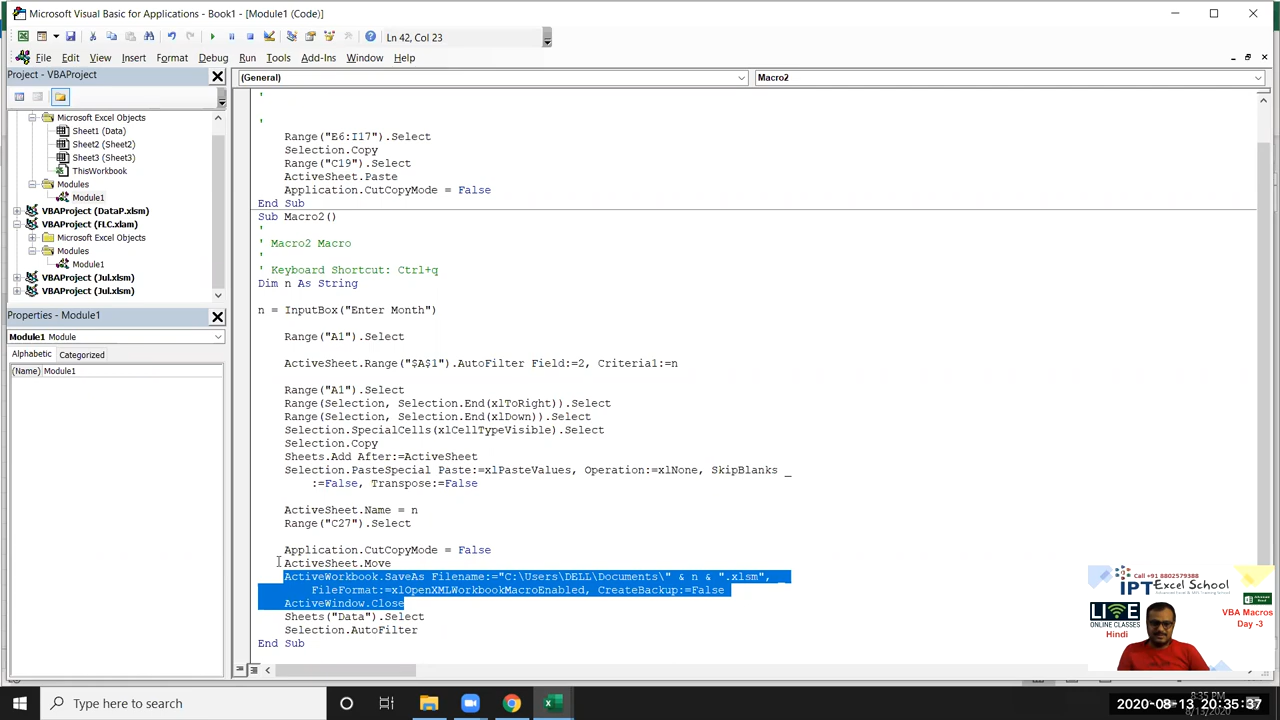 Microsoft Visual Basic for Applications - Book1 - [Module1 (Code)]
Ln 42, Col 23
File Edit View Insert Format Debug Run Tools Add-Ins Window Help
Project - VBAProject
(General)
Macro2
Microsoft Excel Objects
Sheet1 (Data)
Sheet2 (Sheet2)
Sheet3 (Sheet3)
ThisWorkbook
Modules
Module1
VBAProject (DataP.xlsm)
VBAProject (FLC.xlam)
Microsoft Excel Objects
Modules
Module1
VBAProject (Jul.xlsm)
VBAProject (Jul.xlsm)
Properties - Module1
Module1 Module
Alphabetic Categorized
(Name) Module1
'
'
Range("E6:I17").Select
Selection.Copy
Range("C19").Select
ActiveSheet.Paste
Application.CutCopyMode = False
End Sub
Sub Macro2()
'
' Macro2 Macro
'
' Keyboard Shortcut: Ctrl+q
Dim n As String
n = InputBox("Enter Month")
Range("A1").Select
ActiveSheet.Range("$A$1").AutoFilter Field:=2, Criteria1:=n
Range("A1").Select
Range(Selection, Selection.End(xlToRight)).Select
Range(Selection, Selection.End(xlDown)).Select
Selection.SpecialCells(xlCellTypeVisible).Select
Selection.Copy
Sheets.Add After:=ActiveSheet
Selection.PasteSpecial Paste:=xlPasteValues, Operation:=xlNone, SkipBlanks _
:=False, Transpose:=False
ActiveSheet.Name = n
Range("C27").Select
Application.CutCopyMode = False
ActiveSheet.Move
ActiveWorkbook.SaveAs Filename:="C:\Users\DELL\Documents\" & n & ".xlsm", _
FileFormat:=xlOpenXMLWorkbookMacroEnabled, CreateBackup:=False
ActiveWindow.Close
Sheets("Data").Select
Selection.AutoFilter
End Sub
Call +91 8802579388
IPT Excel School
LIVE
ONLINE CLASSES
Hindi
VBA Macros
Day -3
Type here to search
8:35 PM
8/13/2020
2020-08-13 20:35:37